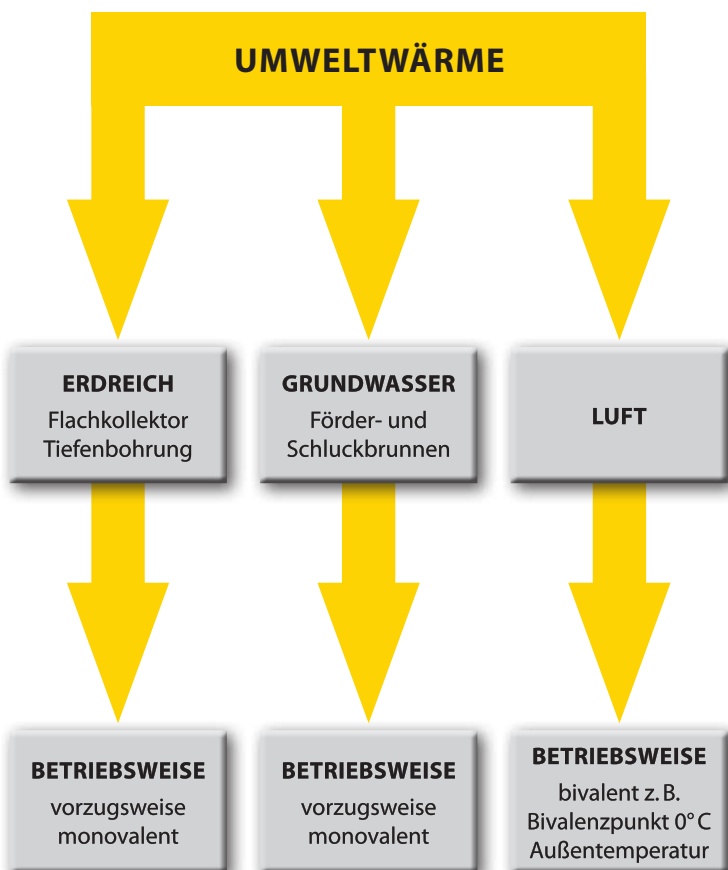 UMWELTWÄRME
ERDREICH
Flachkollektor
Tiefenbohrung
GRUNDWASSER
Förder- und
Schluckbrunnen
LUFT
BETRIEBSWEISE
vorzugsweise
monovalent
BETRIEBSWEISE
vorzugsweise
monovalent
BETRIEBSWEISE
bivalent z. B.
Bivalenzpunkt 0° C
Außentemperatur